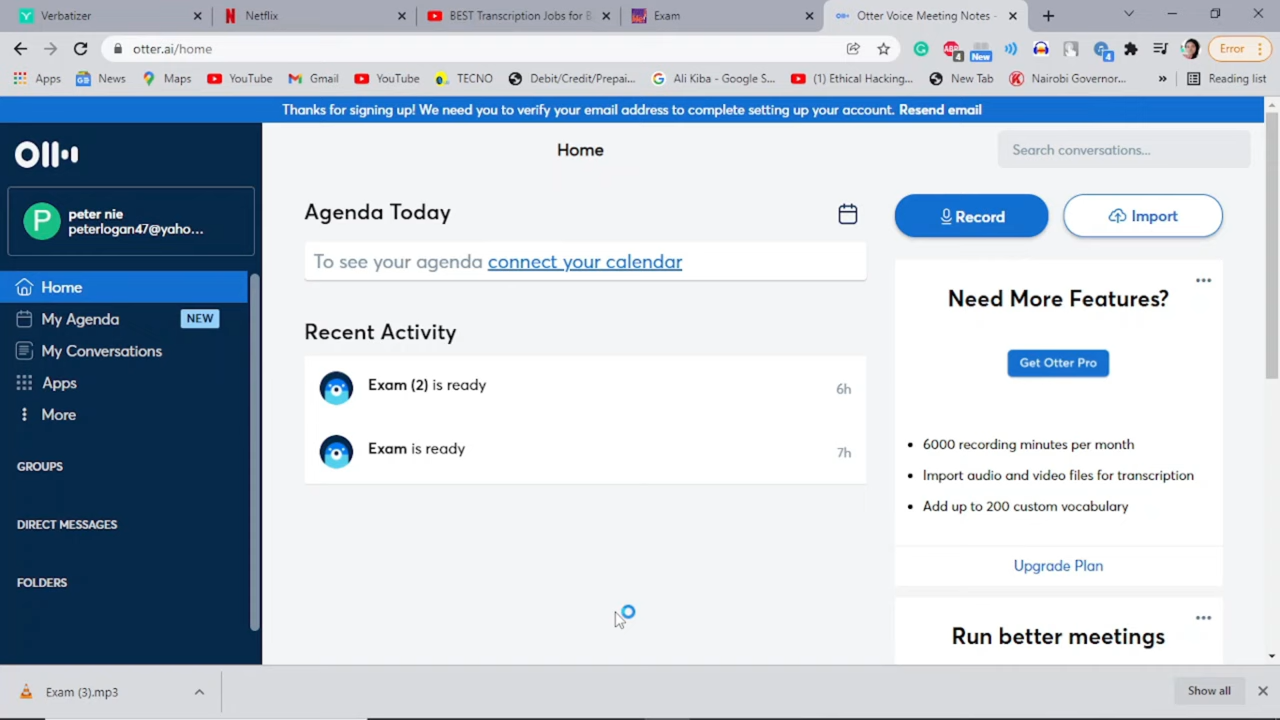 Verbatizer
Netflix
BEST Transcription Jobs for B
Exam
Otter Voice Meeting Notes -
otter.ai/home
ABP
4
New
4
Error
Apps
News
Maps
YouTube
Gmail
YouTube
TECNO
Debit/Credit/Prepai...
Ali Kiba - Google S...
(1) Ethical Hacking...
New Tab
Nairobi Governor...
»
Reading list
Thanks for signing up! We need you to verify your email address to complete setting up your account. Resend email
Home
Search conversations...
P
peter nie
peterlogan47@yaho...
Agenda Today
Record
Import
To see your agenda connect your calendar
Home
My Agenda
NEW
My Conversations
Apps
More
GROUPS
DIRECT MESSAGES
FOLDERS
Recent Activity
Exam (2) is ready
6h
Exam is ready
7h
Need More Features?
Get Otter Pro
• 6000 recording minutes per month
• Import audio and video files for transcription
• Add up to 200 custom vocabulary
Upgrade Plan
Run better meetings
Exam (3).mp3
Show all